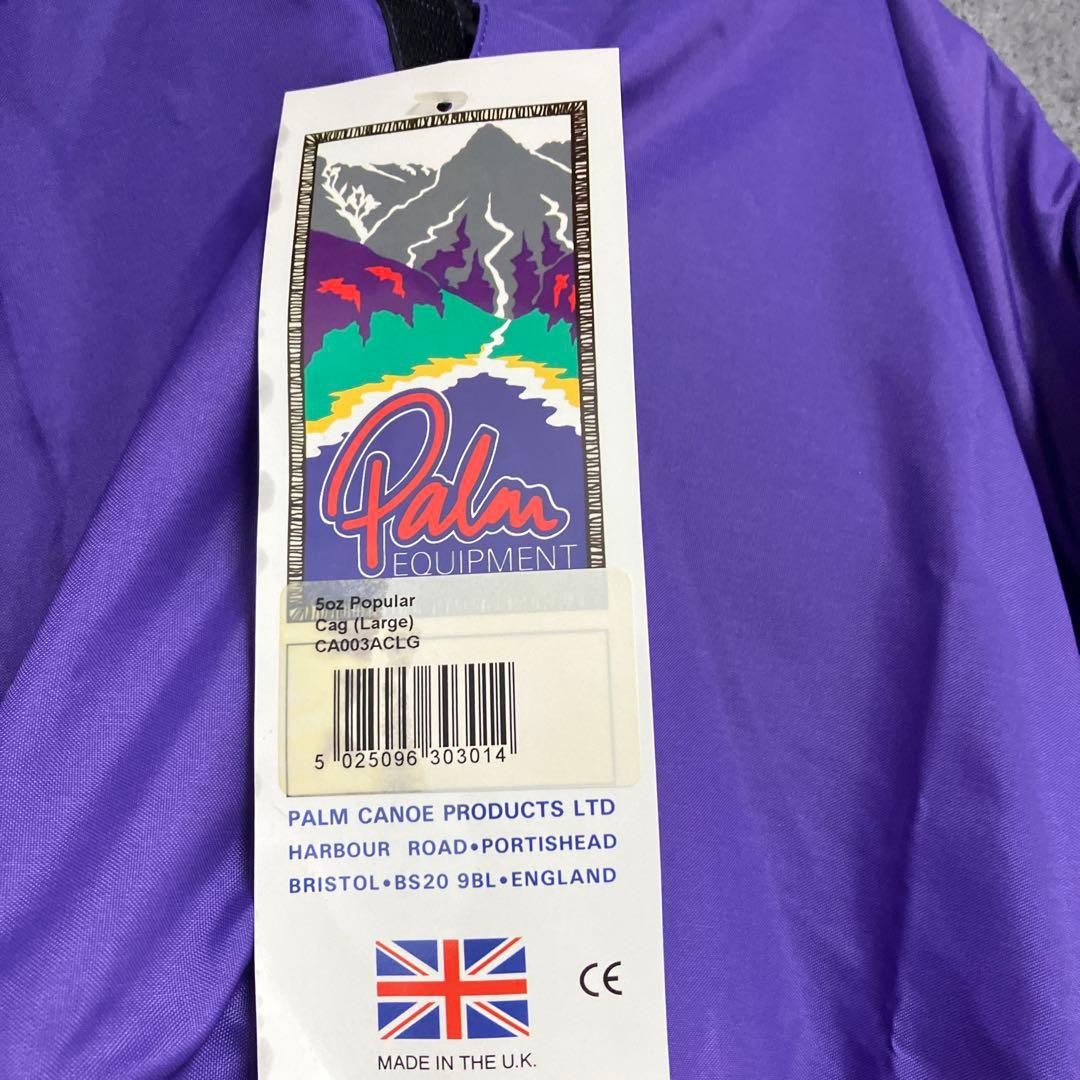 Palm
EQUIPMENT
5oz Popular
Cag (Large)
CA003ACLG
5 025096 303014
PALM CANOE PRODUCTS LTD
HARBOUR ROAD•PORTISHEAD
BRISTOL•BS20 9BL•ENGLAND
CE
MADE IN THE U.K.